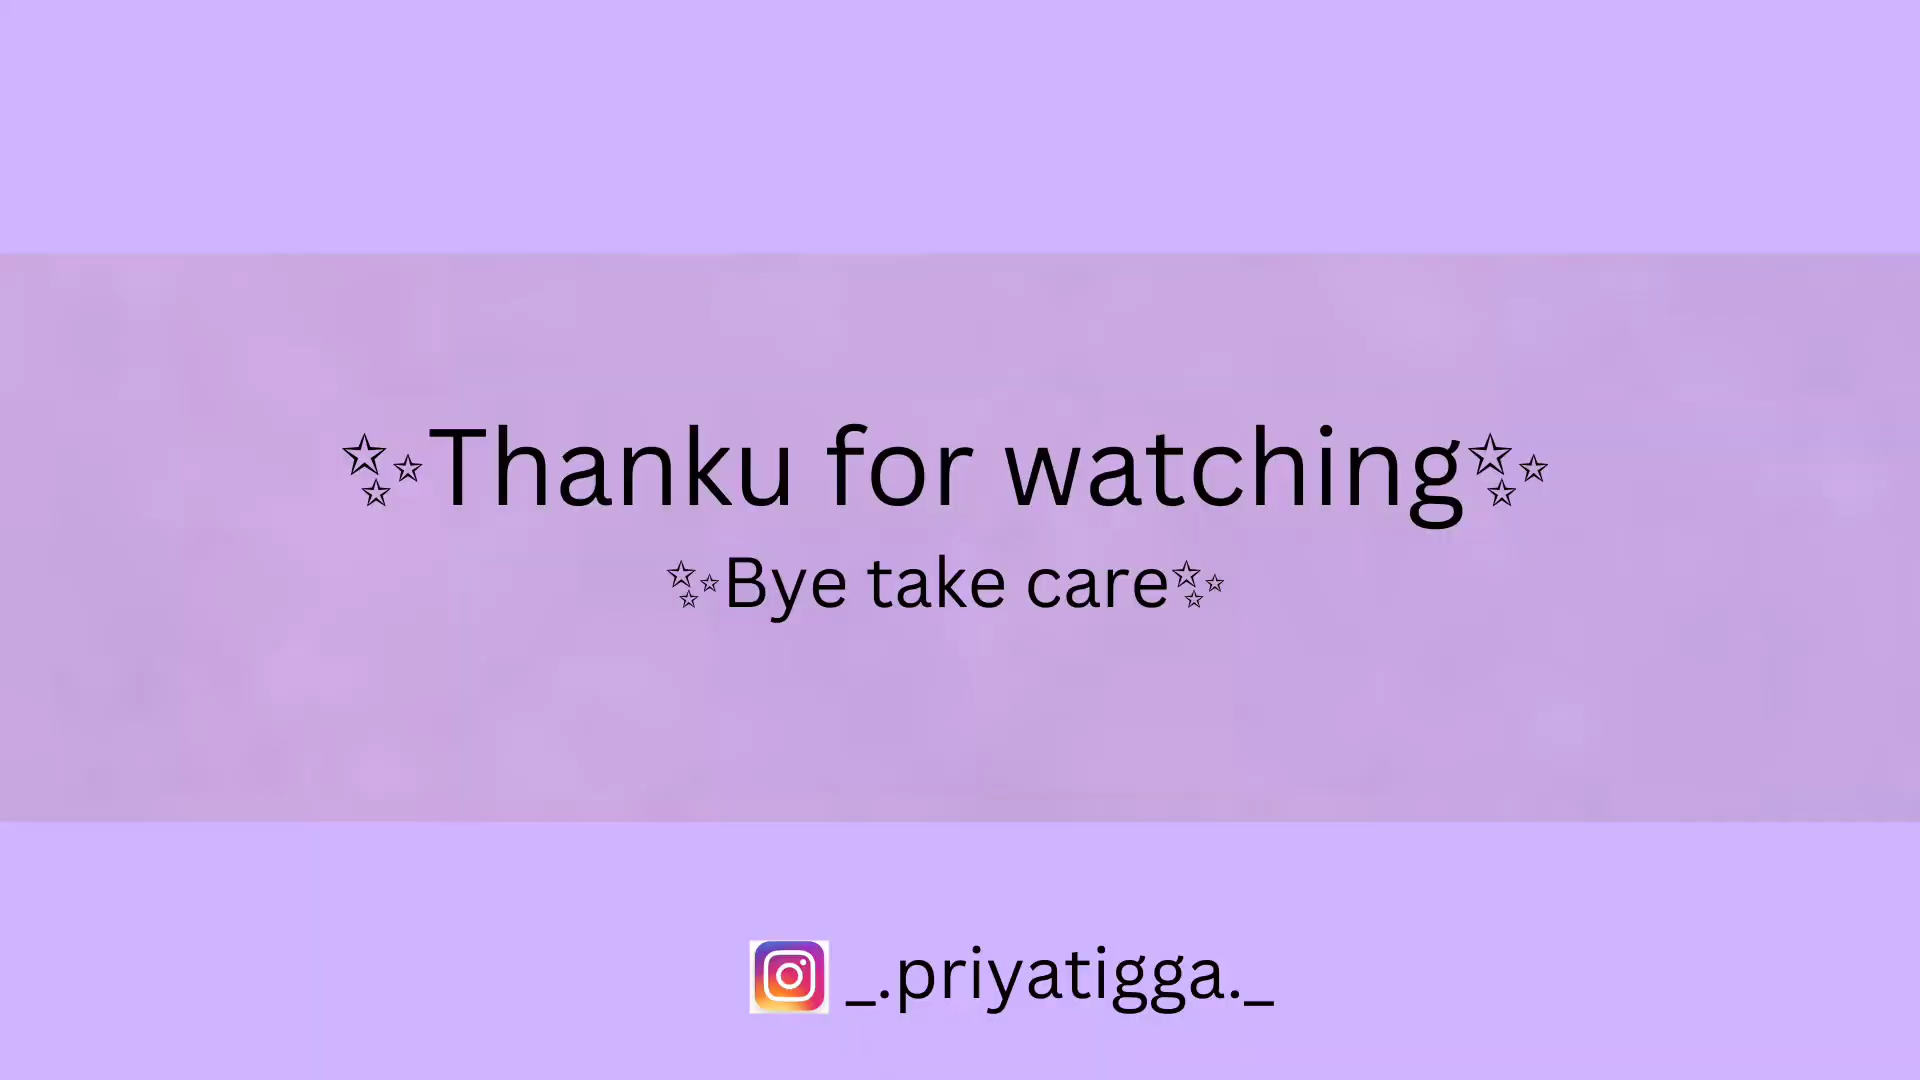 ✨Thanku for watching✨
✨Bye take care✨
_.priyatigga._